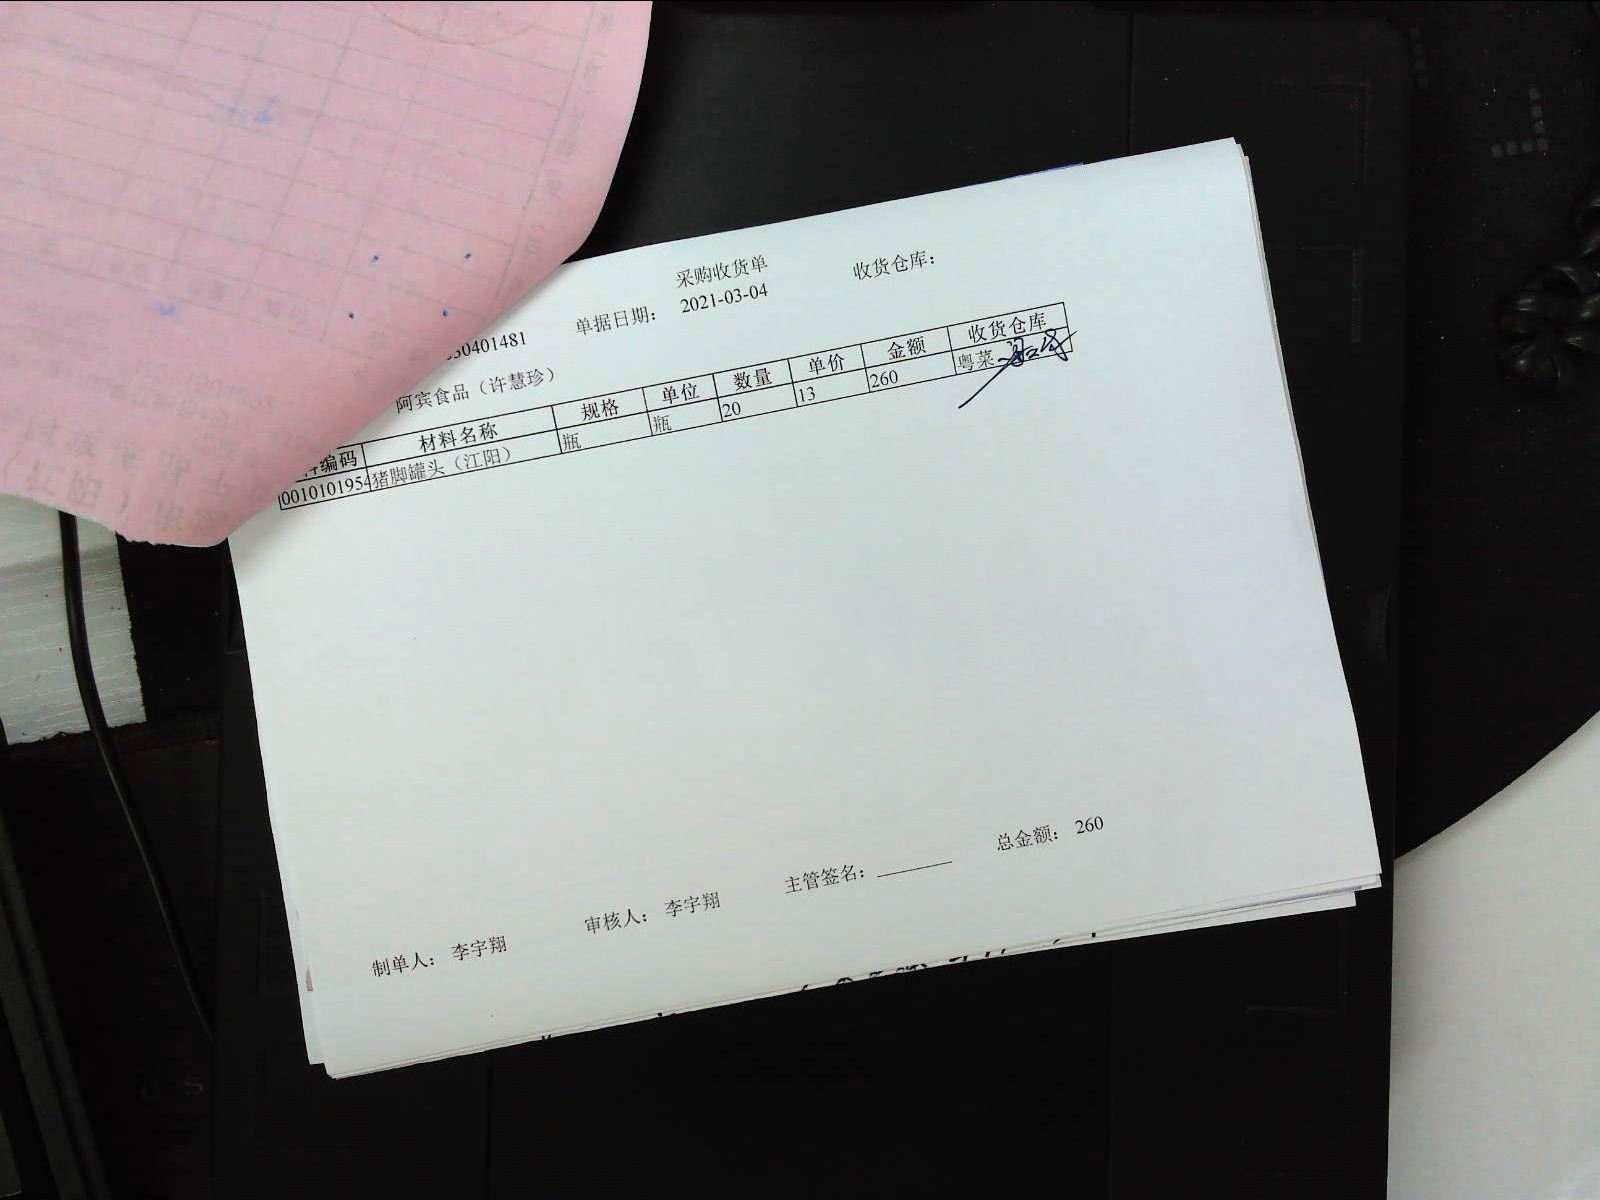 采购收货单
收货仓库：
单据日期： 2021-03-04
30401481
阿宾食品（许慧珍）
编码 材料名称 规格 单位 数量 单价 金额 收货仓库
0010101954 猪脚罐头（江阳） 瓶 瓶 20 13 260 粤菜
总金额： 260
制单人： 李宇翔 审核人： 李宇翔 主管签名：